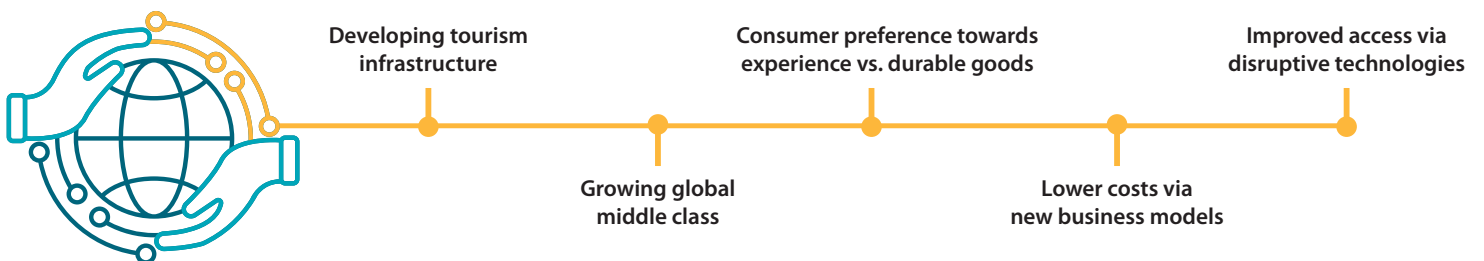 Developing tourism
infrastructure
Growing global
middle class
Consumer preference towards
experience vs. durable goods
Lower costs via
new business models
Improved access via
disruptive technologies